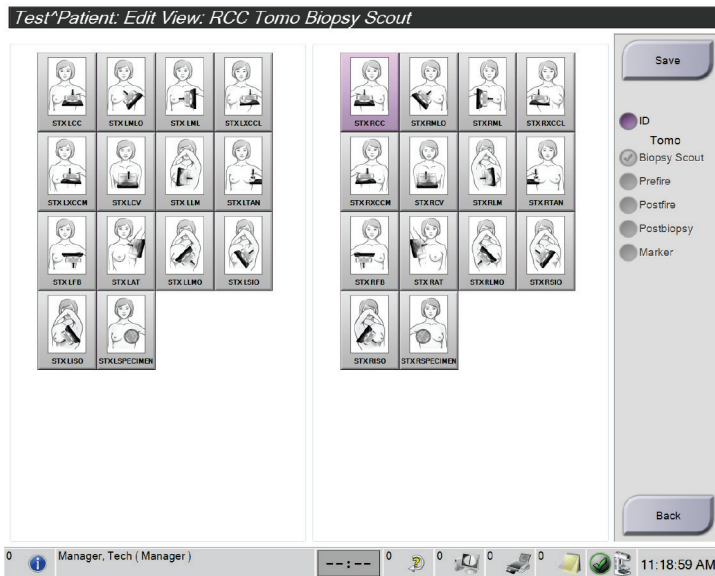 Test^Patient: Edit View: RCC Tomo Biopsy Scout
STX LCC STX LMLO STX LML STX LXCCL
STX LXCCM STX LCV STX LLM STX LTAN
STX LFB STX LAT STX LLMO STX LSIO
STX LISO STX LSPECIMEN
STX RCC STX RMLO STX RML STX RXCCL
STX RXCCM STX RCV STX RLM STX RTAN
STX RFB STX RAT STX RLMO STX RSIO
STX RISO STX RSPECIMEN
Save
ID
Tomo
Biopsy Scout
Prefire
Postfire
Postbiopsy
Marker
Back
0 Manager, Tech ( Manager ) --:-- 0 0 0 0 11:18:59 AM